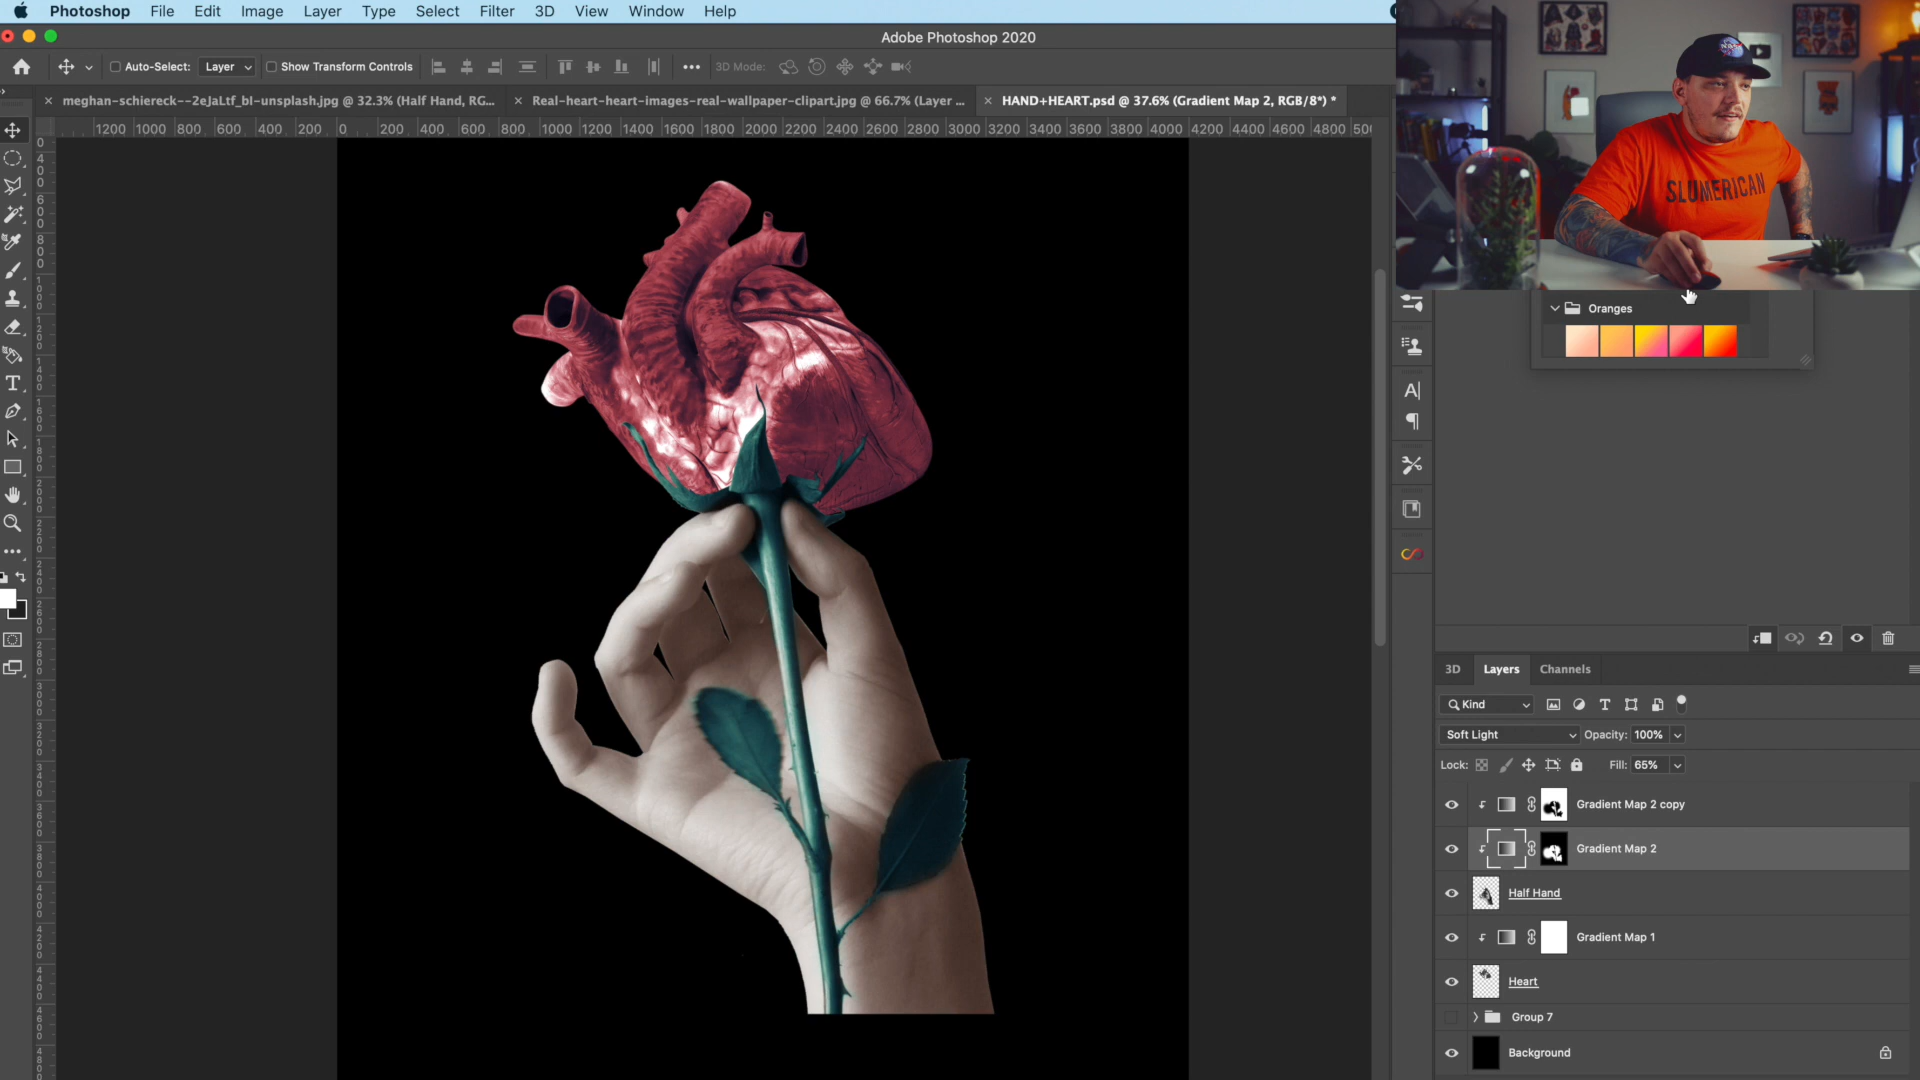 Photoshop File Edit Image Layer Type Select Filter 3D View Window Help
Adobe Photoshop 2020
Auto-Select: Layer Show Transform Controls 3D Mode:
meghan-schiereck--2eJaLtf_bI-unsplash.jpg @ 32.3% (Half Hand, RG... Real-heart-heart-images-real-wallpaper-clipart.jpg @ 66.7% (Layer ... HAND+HEART.psd @ 37.6% (Gradient Map 2, RGB/8*) *
1200 1000 800 600 400 200 0 200 400 600 800 1000 1200 1400 1600 1800 2000 2200 2400 2600 2800 3000 3200 3400 3600 3800 4000 4200 4400 4600 4800
SLUMERICAN
Oranges
3D Layers Channels
Kind
Soft Light Opacity: 100%
Lock: Fill: 65%
Gradient Map 2 copy
Gradient Map 2
Half Hand
Gradient Map 1
Heart
Group 7
Background